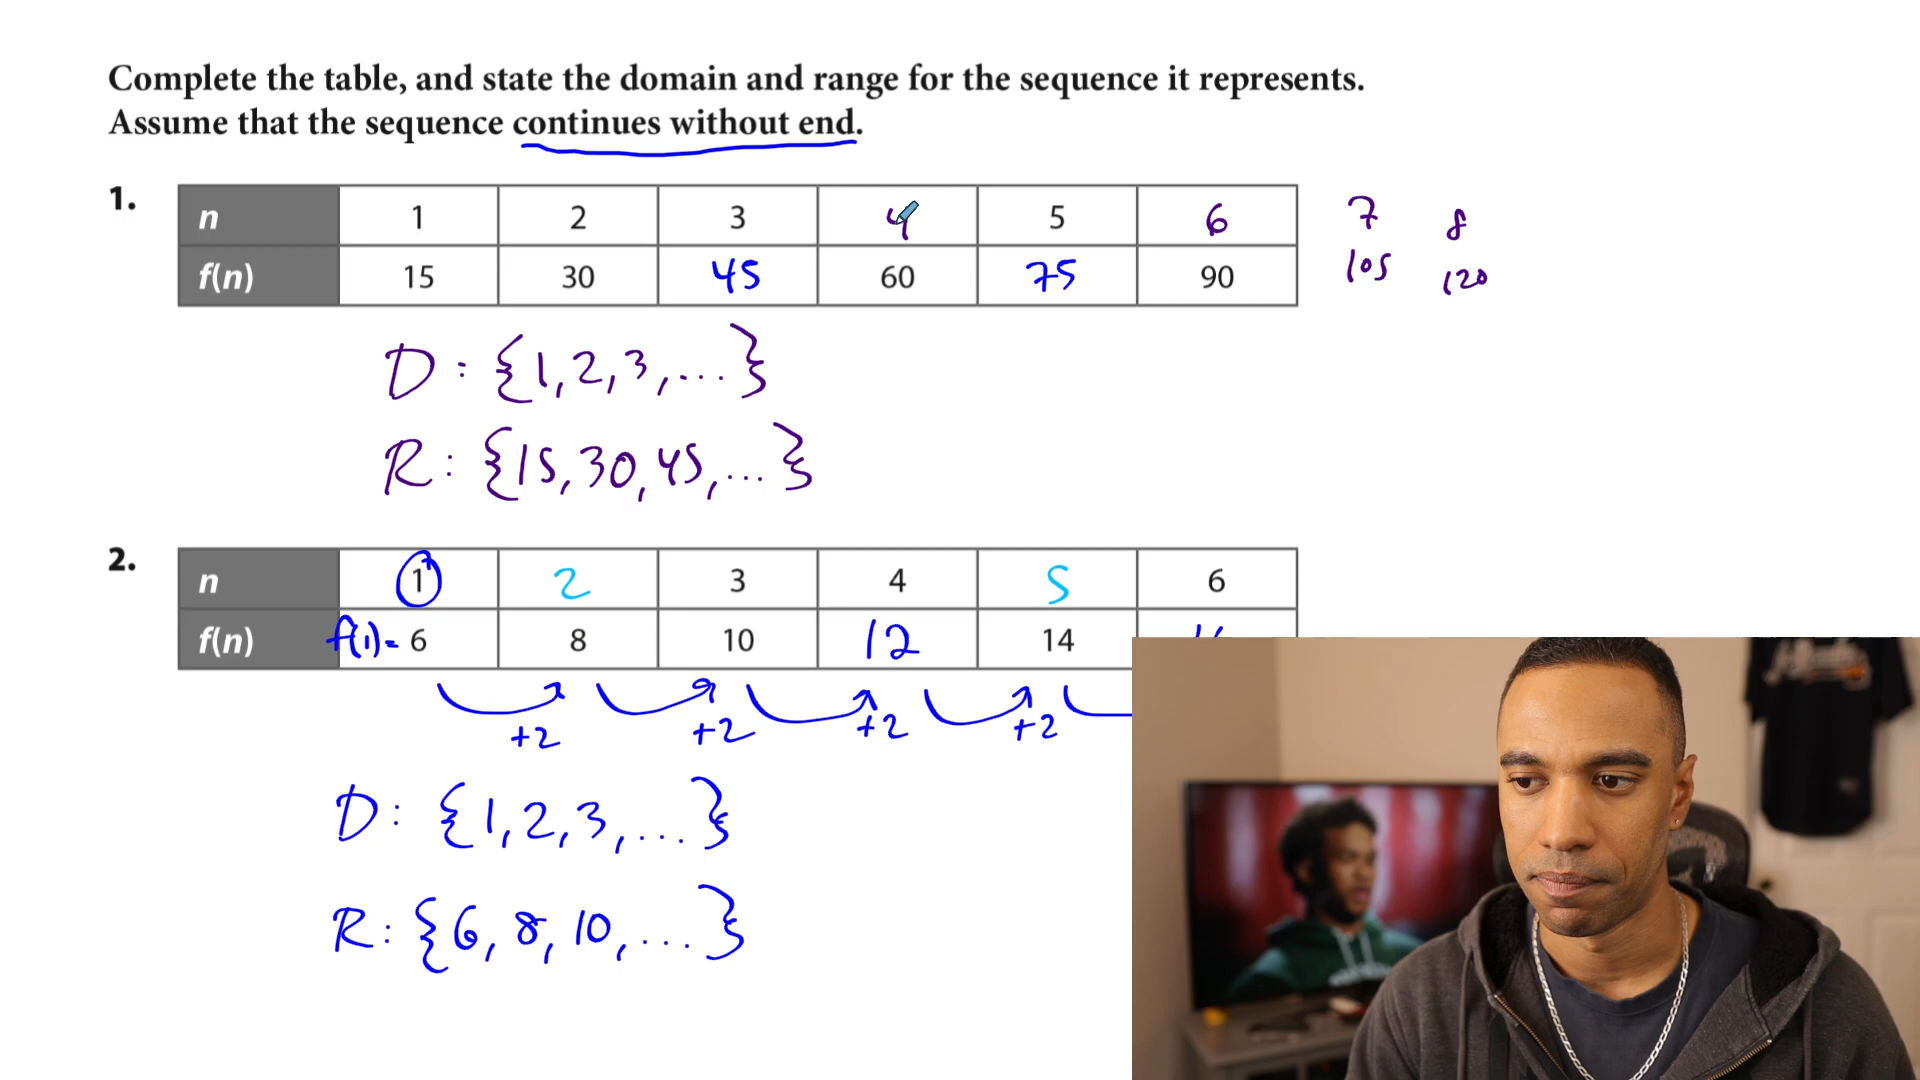 Complete the table, and state the domain and range for the sequence it represents.
Assume that the sequence continues without end.
1.
n 1 2 3 4 5 6 7 8
f(n) 15 30 45 60 75 90 105 120
D: {1, 2, 3, ...}
R: {15, 30, 45, ...}
2.
n 1 2 3 4 5 6
f(n) f(1)= 6 8 10 12 14
+2 +2 +2 +2
D: {1, 2, 3, ...}
R: {6, 8, 10, ...}